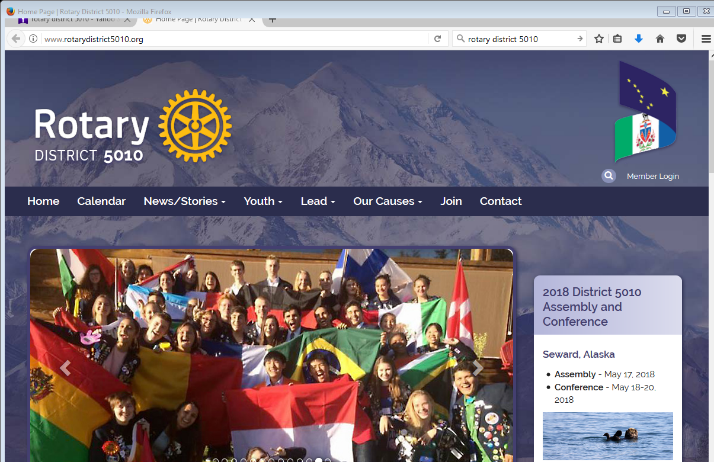 Home Page | Rotary District 5010 - Mozilla Firefox
rotary district 5010 - Yahoo
Home Page | Rotary District 5010
www.rotarydistrict5010.org
rotary district 5010
Rotary
DISTRICT 5010
Member Login
Home Calendar News/Stories Youth Lead Our Causes Join Contact
2018 District 5010
Assembly and
Conference
Seward, Alaska
Assembly - May 17, 2018
Conference - May 18-20,
2018